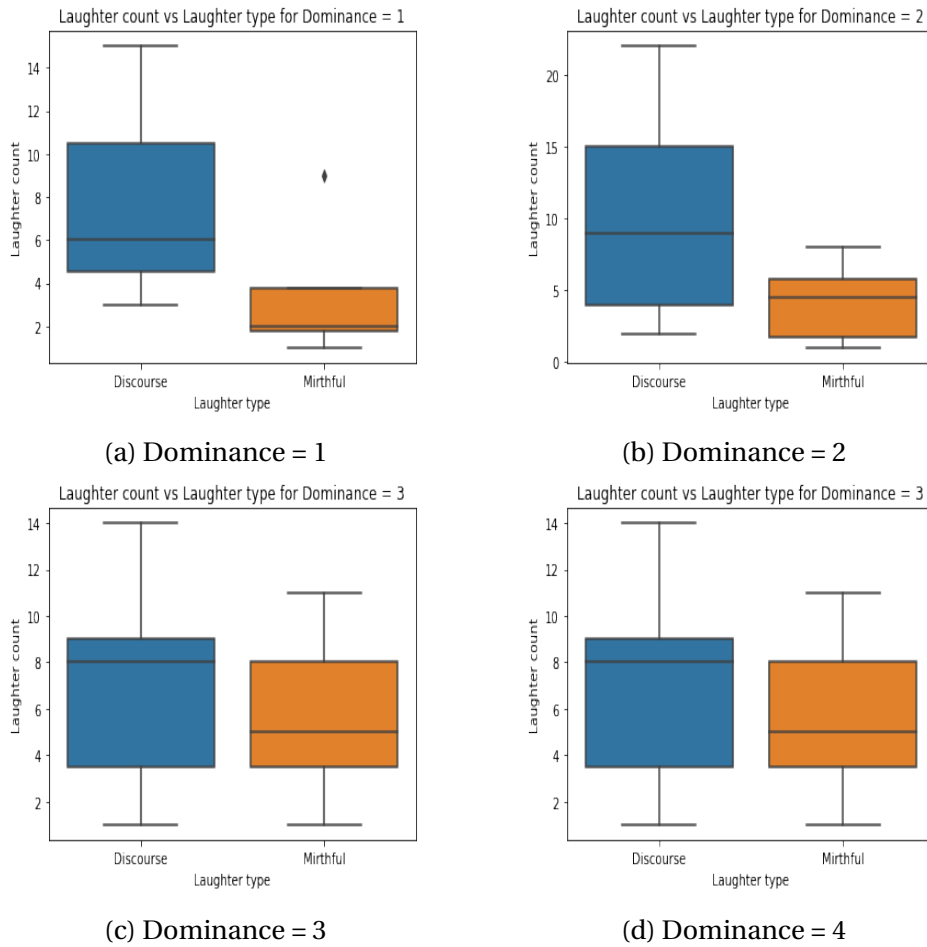 Laughter count vs Laughter type for Dominance = 1
Laughter count
14
12
10
8
6
4
2
Discourse
Mirthful
Laughter type
(a) Dominance = 1
Laughter count vs Laughter type for Dominance = 2
Laughter count
20
15
10
5
0
Discourse
Mirthful
Laughter type
(b) Dominance = 2
Laughter count vs Laughter type for Dominance = 3
Laughter count
14
12
10
8
6
4
2
Discourse
Mirthful
Laughter type
(c) Dominance = 3
Laughter count vs Laughter type for Dominance = 3
Laughter count
14
12
10
8
6
4
2
Discourse
Mirthful
Laughter type
(d) Dominance = 4